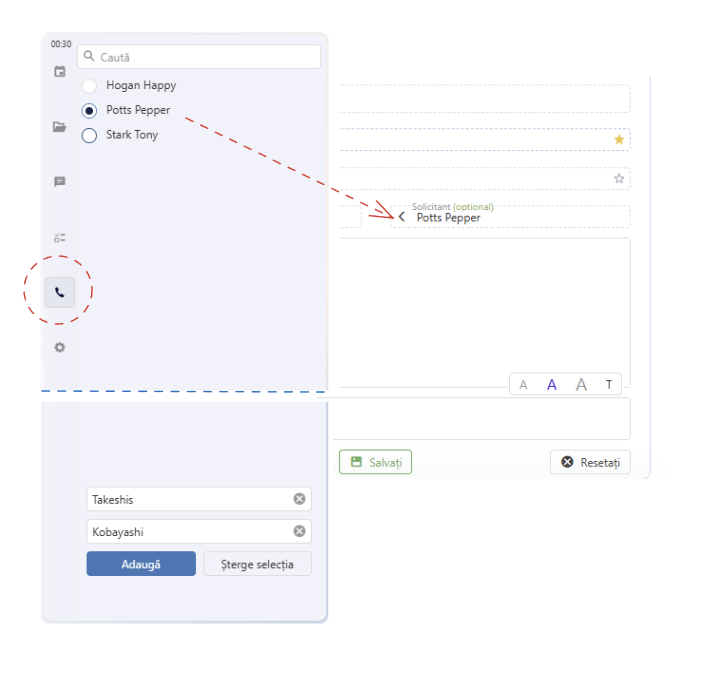 00:30
Caută
Hogan Happy
Potts Pepper
Stark Tony
Solicitant (optional)
Potts Pepper
A A A T
Salvați
Resetați
Takeshis
Kobayashi
Adaugă
Șterge selecția